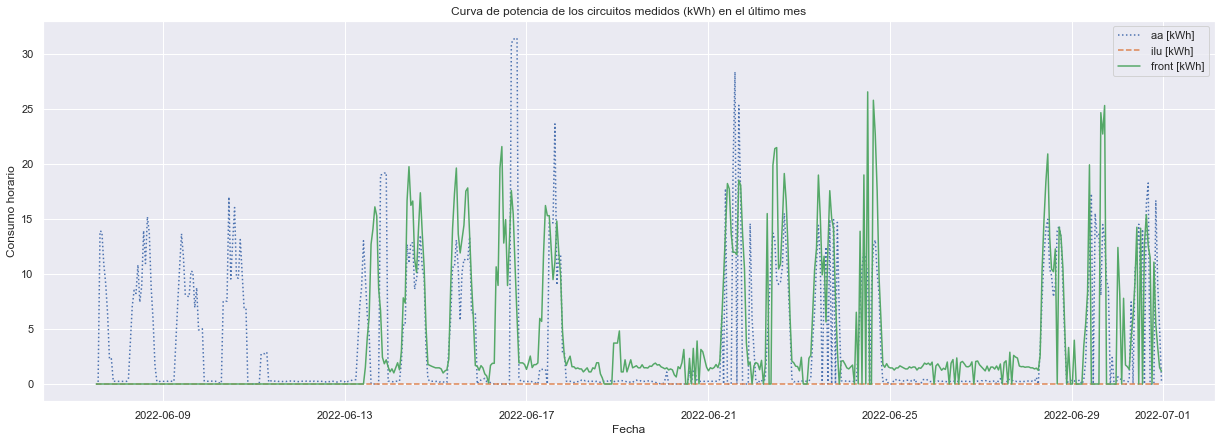 Curva de potencia de los circuitos medidos (kWh) en el último mes
aa [kWh]
ilu [kWh]
front [kWh]
Consumo horario
30
25
20
15
10
5
0
2022-06-09
2022-06-13
2022-06-17
2022-06-21
2022-06-25
2022-06-29
2022-07-01
Fecha